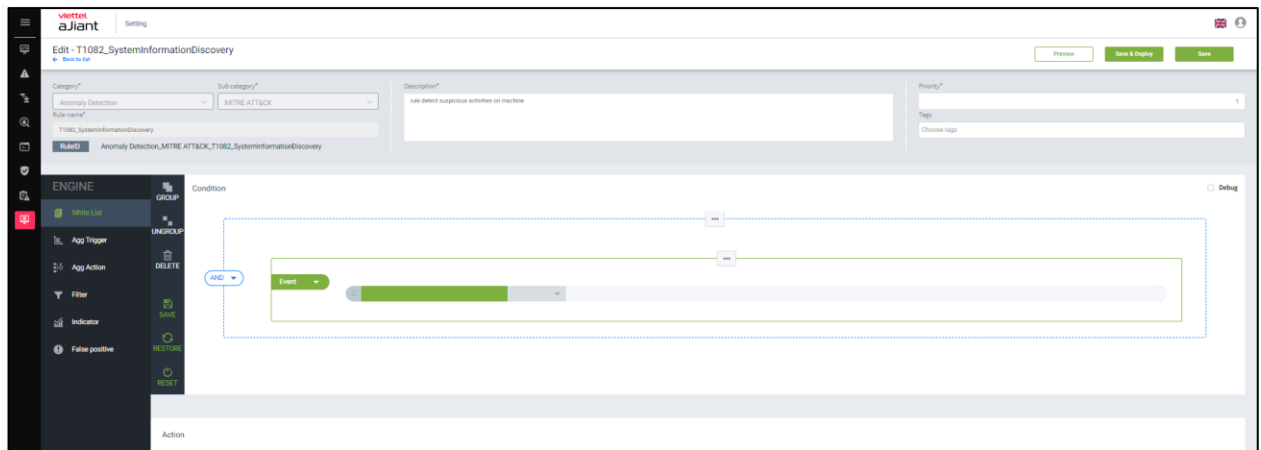 viettel
aJiant
Setting
Edit - T1082_SystemInformationDiscovery
← Back to list
Preview
Save & Deploy
Save
Category*
Sub category*
Description*
Priority*
Anomaly Detection
MITRE ATT&CK
rule detect suspicious activities on machine
1
Rule name*
Tags
T1082_SystemInformationDiscovery
Choose tags
RuleID
Anomaly Detection_MITRE ATT&CK_T1082_SystemInformationDiscovery
ENGINE
GROUP
Condition
Debug
White List
UNGROUP
Agg Trigger
DELETE
Agg Action
AND
Event
Filter
SAVE
Indicator
RESTORE
False positive
RESET
Action